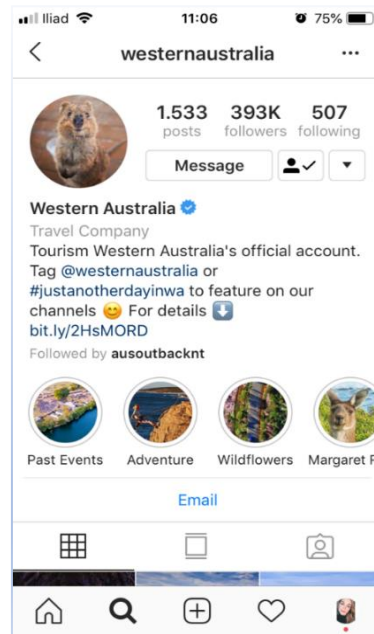 Iliad 11:06 75%
westernaustralia
1.533 393K 507
posts followers following
Message
Western Australia
Travel Company
Tourism Western Australia's official account.
Tag @westernaustralia or
#justanotherdayinwa to feature on our
channels 😊 For details ⬇️
bit.ly/2HsMORD
Followed by ausoutbacknt
Past Events Adventure Wildflowers Margaret F
Email